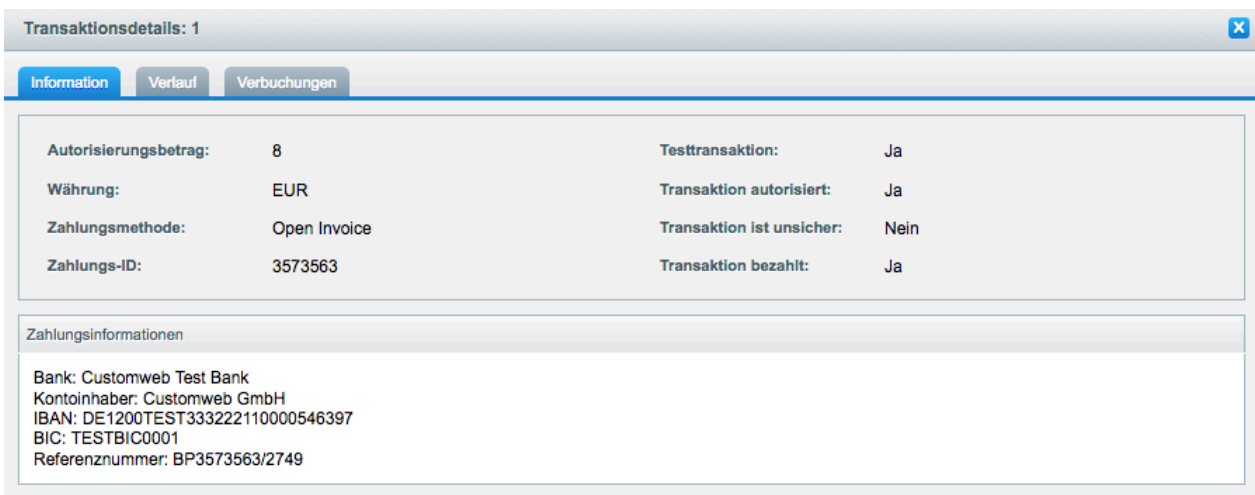 Transaktionsdetails: 1
Information Verlauf Verbuchungen
Autorisierungsbetrag: 8 Testtransaktion: Ja
Währung: EUR Transaktion autorisiert: Ja
Zahlungsmethode: Open Invoice Transaktion ist unsicher: Nein
Zahlungs-ID: 3573563 Transaktion bezahlt: Ja
Zahlungsinformationen
Bank: Customweb Test Bank
Kontoinhaber: Customweb GmbH
IBAN: DE1200TEST333222110000546397
BIC: TESTBIC0001
Referenznummer: BP3573563/2749